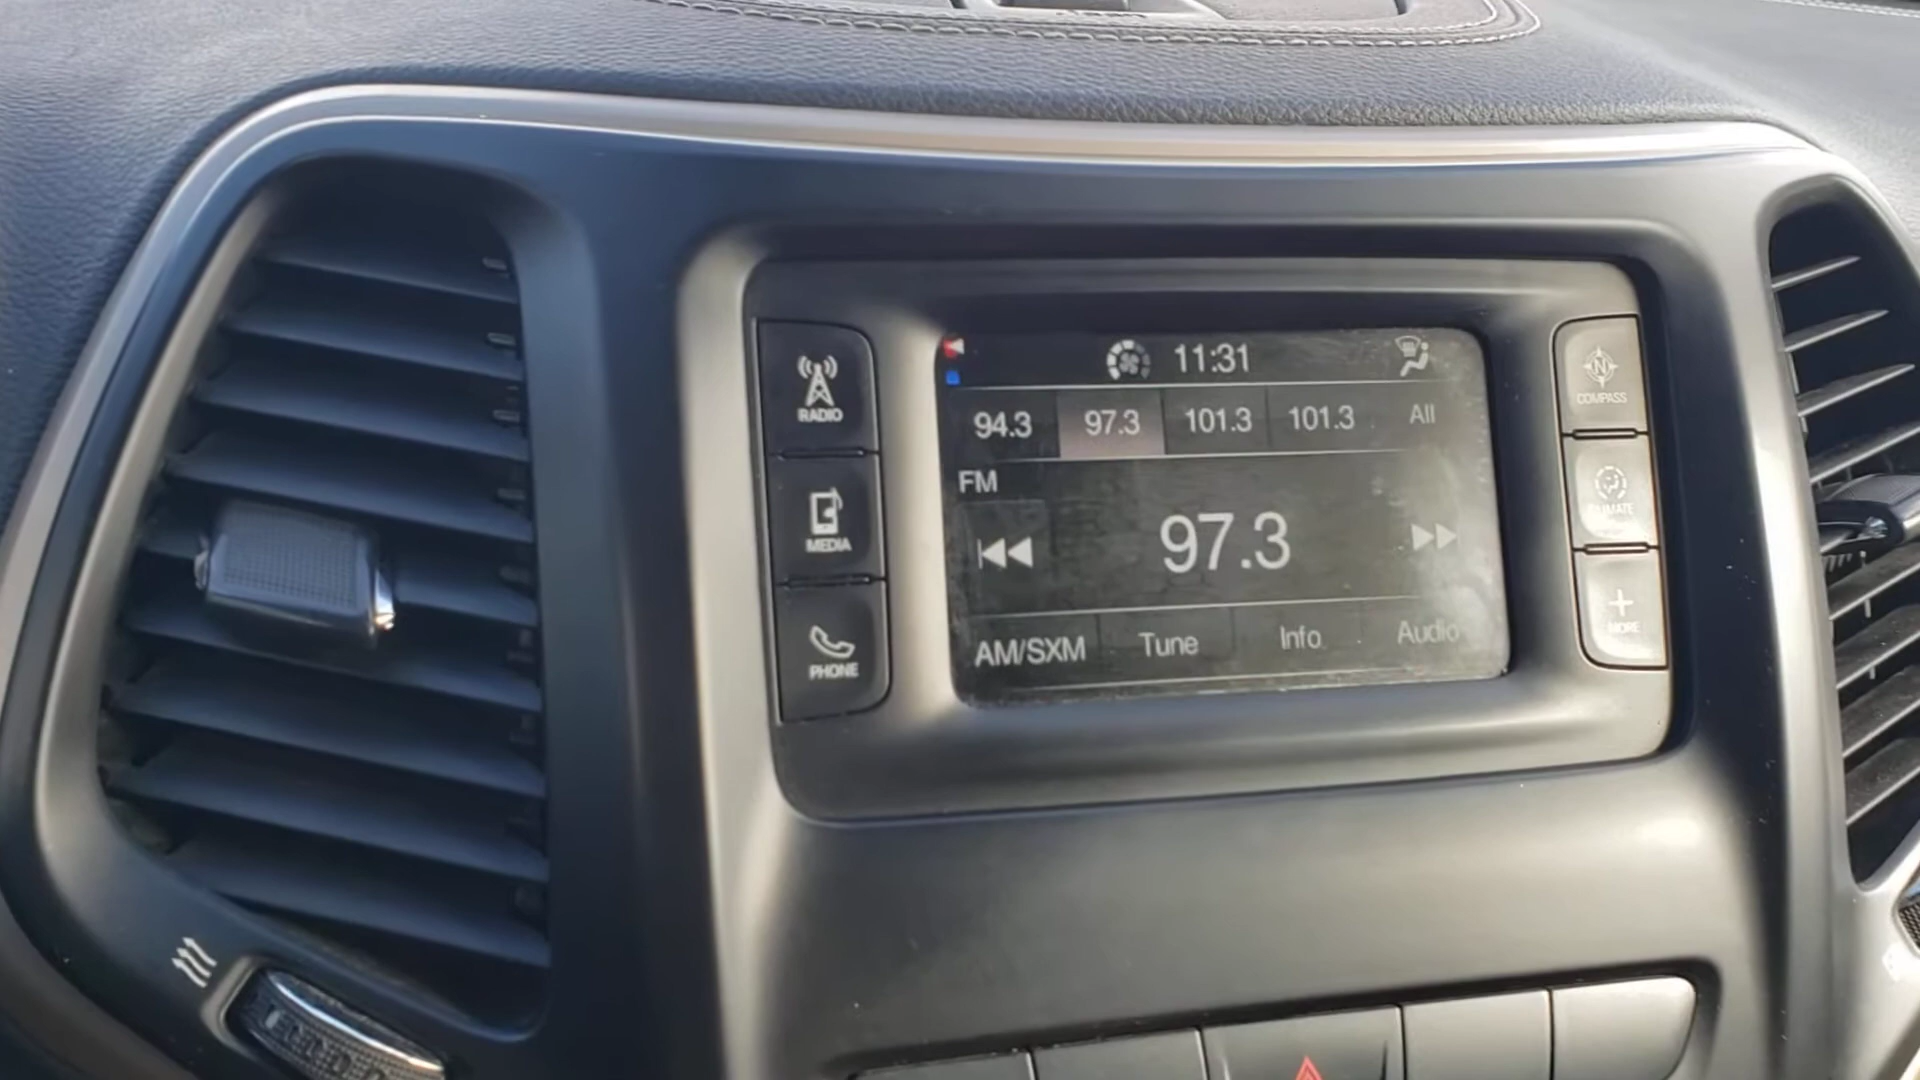 11:31
94.3 97.3 101.3 101.3 All
FM
97.3
AM/SXM Tune Info Audio
RADIO
MEDIA
PHONE
COMPASS
CLIMATE
MORE